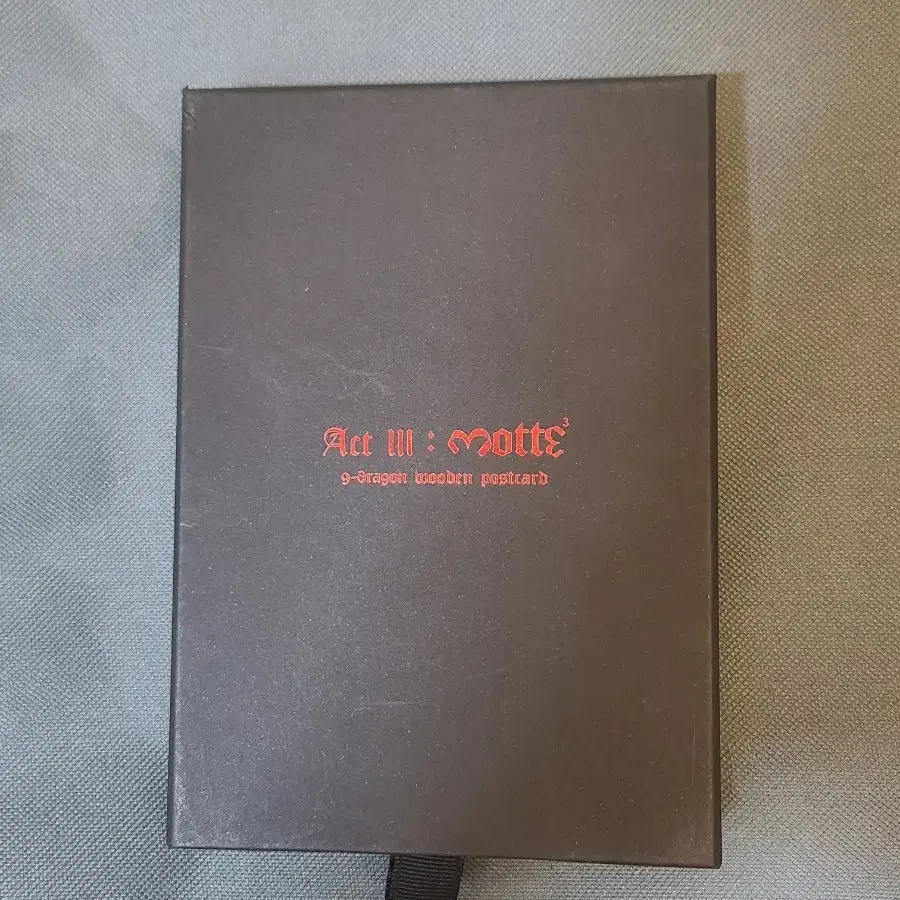 Act III : Motte³
9-dragon wooden postcard